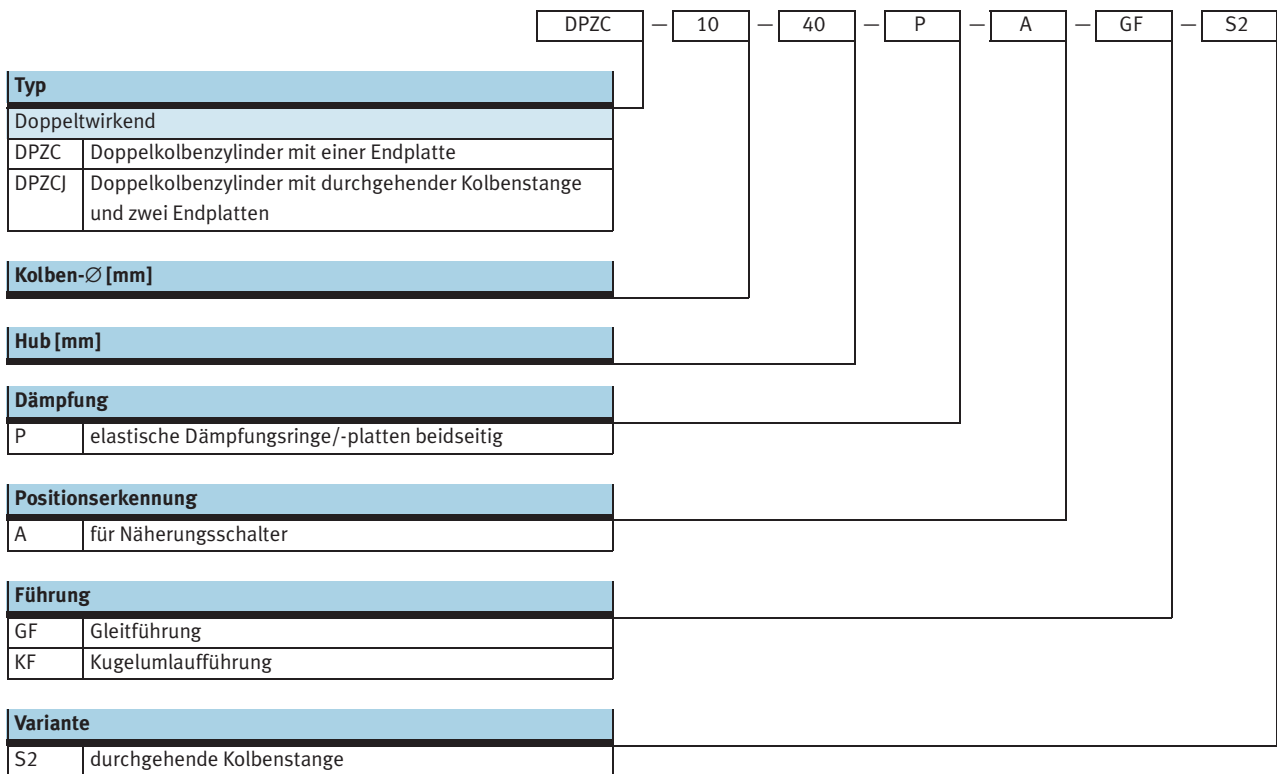 DPZC — 10 — 40 — P — A — GF — S2
Typ
Doppeltwirkend
DPZC Doppelkolbenzylinder mit einer Endplatte
DPZCJ Doppelkolbenzylinder mit durchgehender Kolbenstange
und zwei Endplatten
Kolben-∅ [mm]
Hub [mm]
Dämpfung
P elastische Dämpfungsringe/-platten beidseitig
Positionserkennung
A für Näherungsschalter
Führung
GF Gleitführung
KF Kugelumlaufführung
Variante
S2 durchgehende Kolbenstange